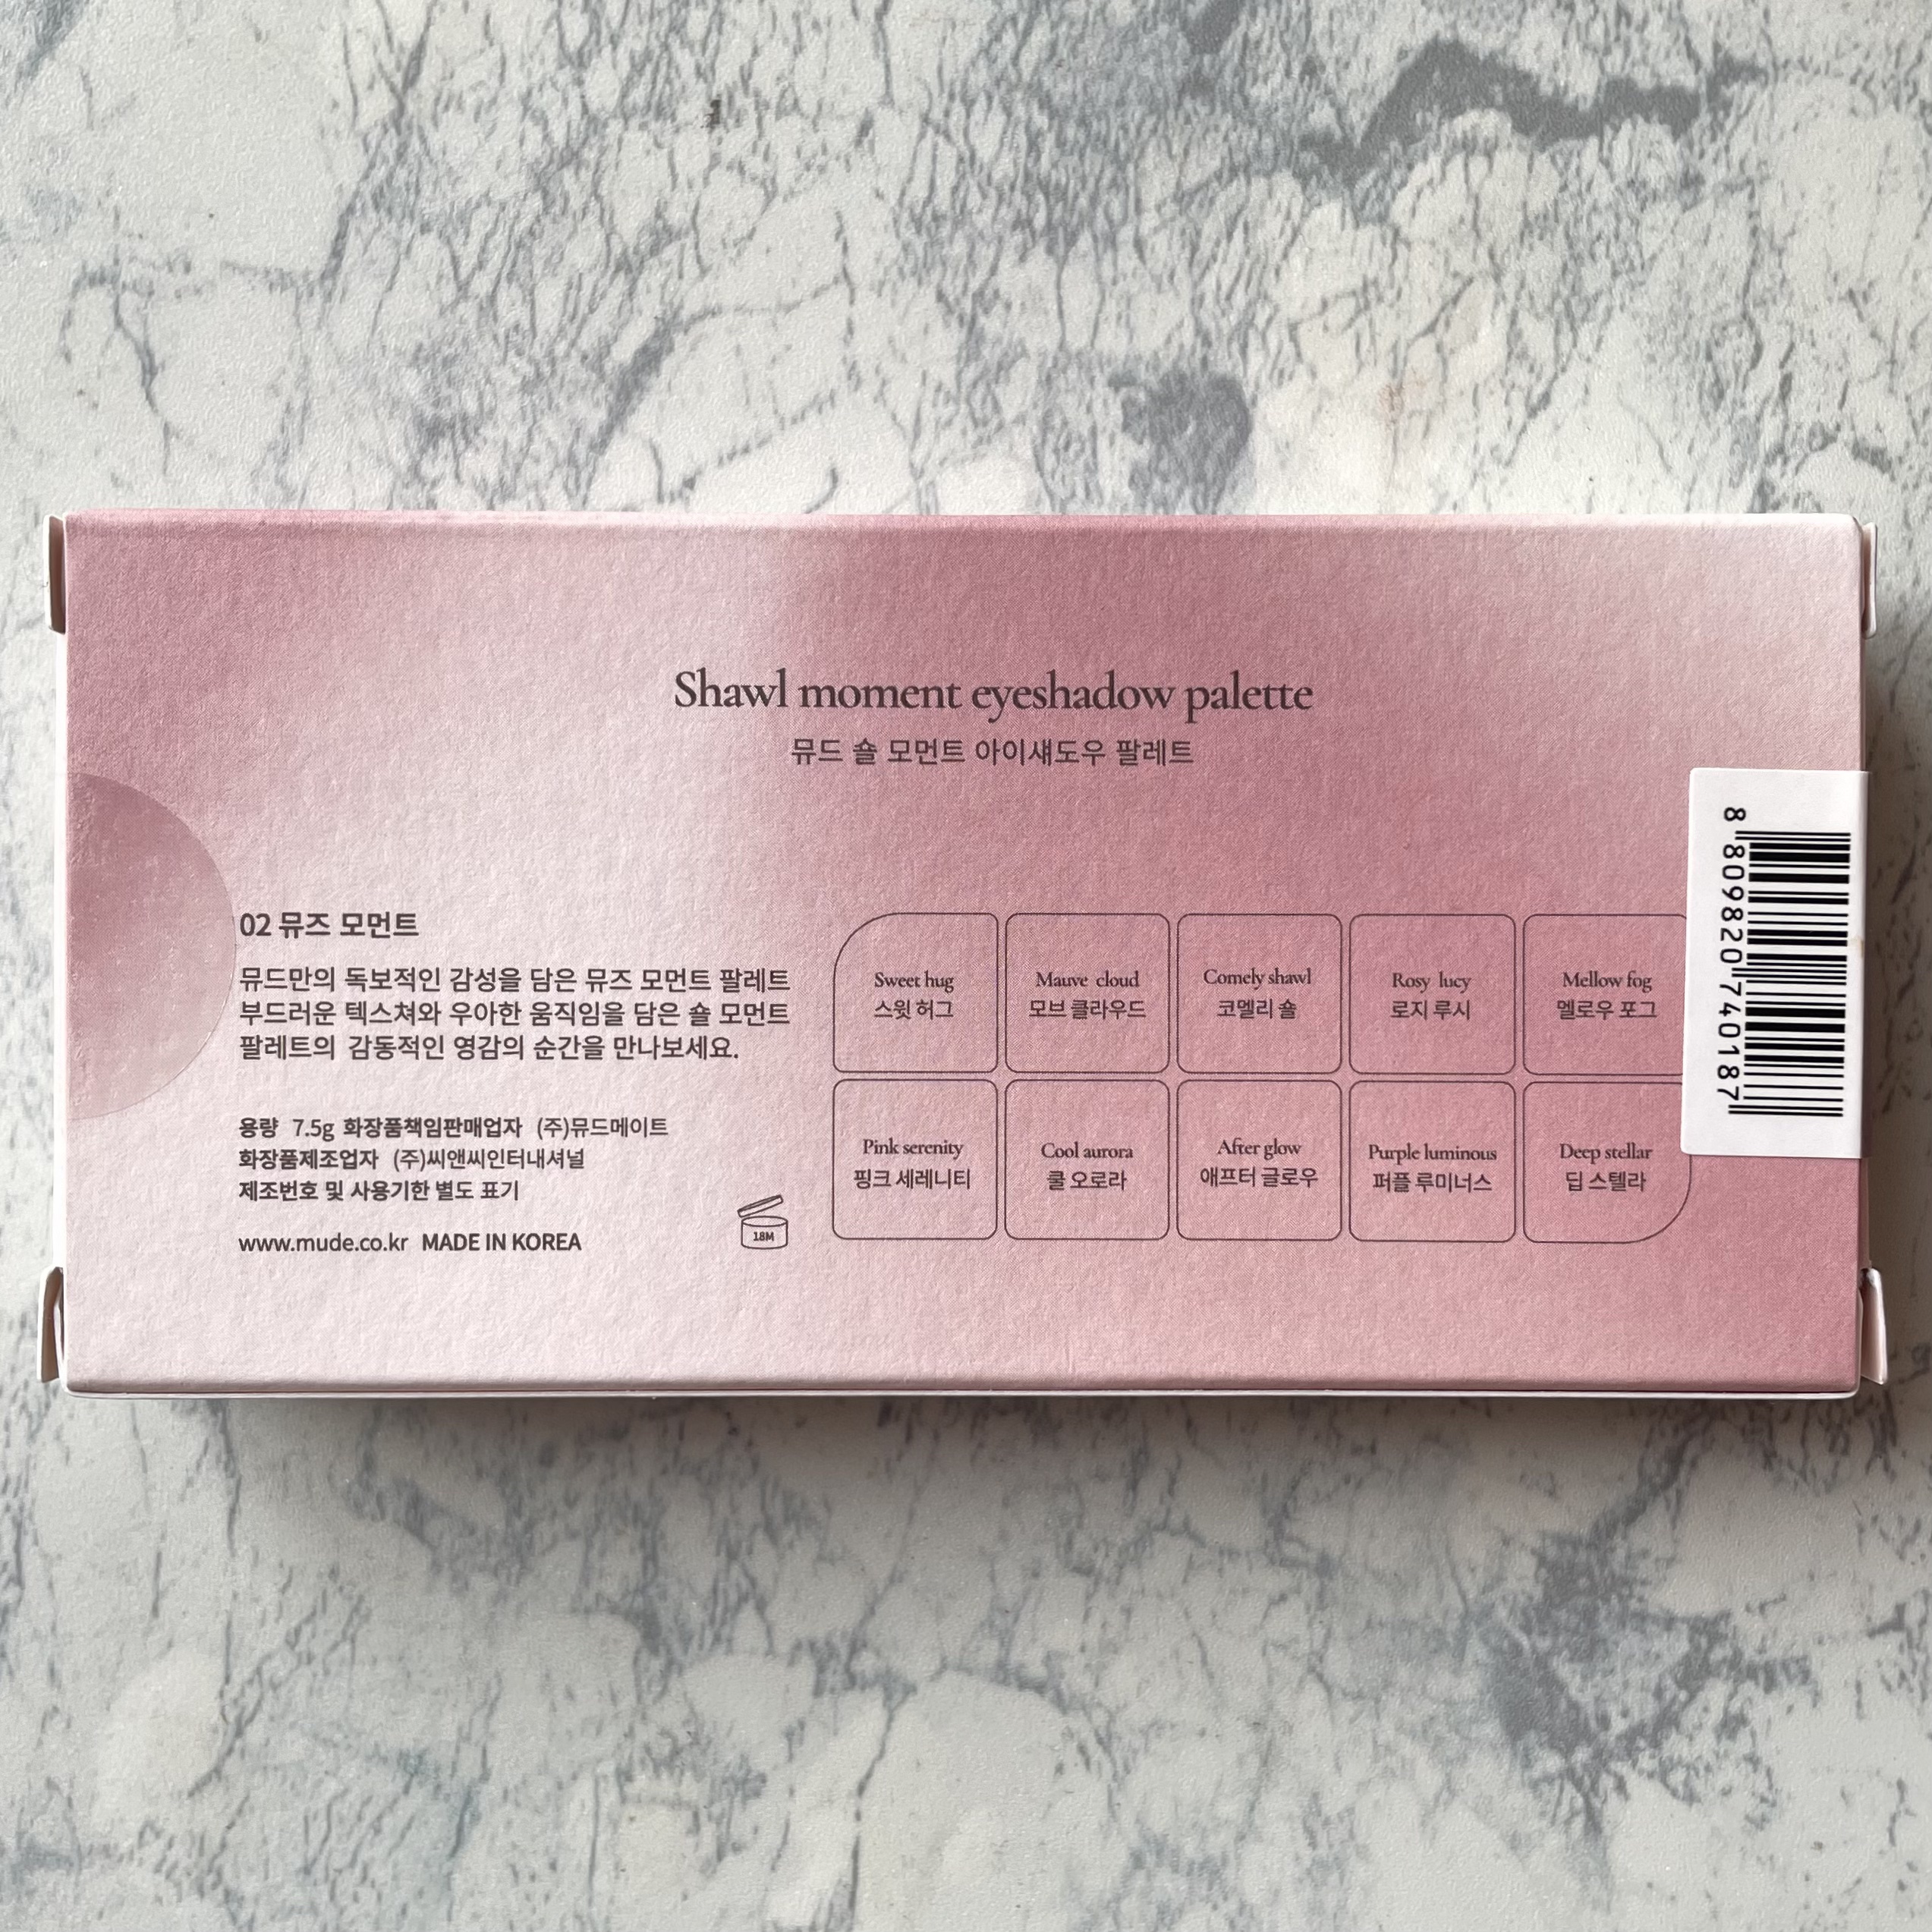 Shawl moment eyeshadow palette
뮤드 숄 모먼트 아이섀도우 팔레트
02 뮤즈 모먼트
뮤드만의 독보적인 감성을 담은 뮤즈 모먼트 팔레트
부드러운 텍스쳐와 우아한 움직임을 담은 숄 모먼트
팔레트의 감동적인 영감의 순간을 만나보세요.
용량 7.5g 화장품책임판매업자 (주)뮤드메이트
화장품제조업자 (주)씨앤씨인터내셔널
제조번호 및 사용기한 별도 표기
www.mude.co.kr MADE IN KOREA
18M
Sweet hug
스윗 허그
Mauve cloud
모브 클라우드
Comely shawl
코멜리 숄
Rosy lucy
로지 루시
Mellow fog
멜로우 포그
Pink serenity
핑크 세레니티
Cool aurora
쿨 오로라
After glow
애프터 글로우
Purple luminous
퍼플 루미너스
Deep stellar
딥 스텔라
8 809820 740187